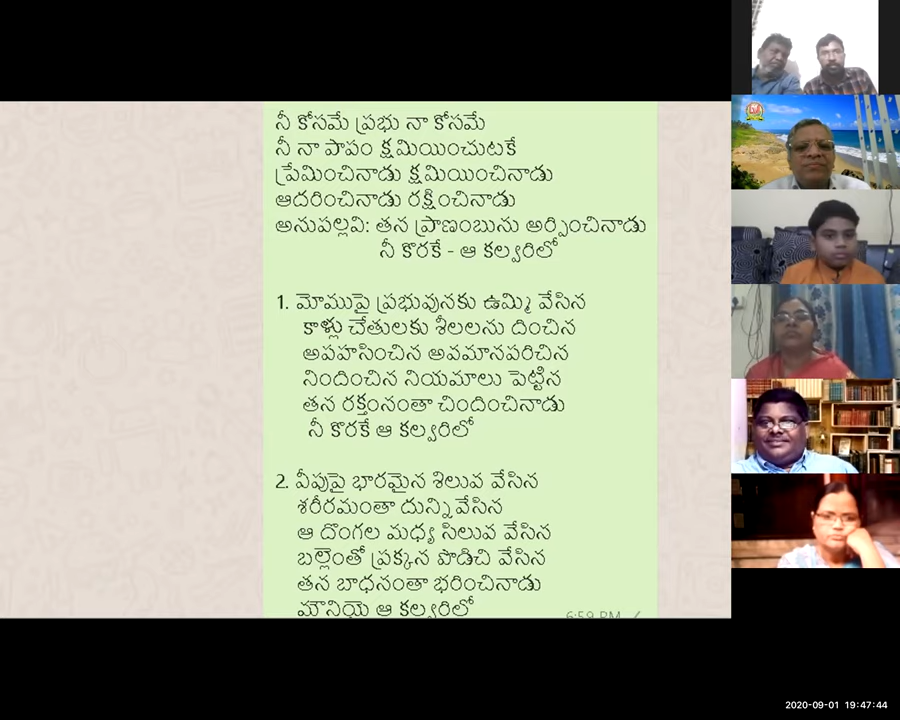 నీ కోసమే ప్రభు నా కోసమే
నీ నా పాపం క్షమియించుటకే
ప్రేమించినాడు క్షమియించినాడు
ఆదరించినాడు రక్షించినాడు
అనుపల్లవి: తన ప్రాణంబును అర్పించినాడు
నీ కొరకే - ఆ కల్వరిలో
1. మోముపై ప్రభువునకు ఉమ్మి వేసిన
కాళ్లు చేతులకు శీలలను దించిన
అపహసించిన అవమానపరిచిన
నిందించిన నియమాలు పెట్టిన
తన రక్తంనంతా చిందించినాడు
నీ కొరకే ఆ కల్వరిలో
2. వీపుపై భారమైన శిలువ వేసిన
శరీరమంతా దున్ని వేసిన
ఆ దొంగల మధ్య సిలువ వేసిన
బల్లెంతో ప్రక్కన పొడిచి వేసిన
తన బాధనంతా భరించినాడు
మౌనియై ఆ కల్వరిలో
6:59 PM
2020-09-01 19:47:44